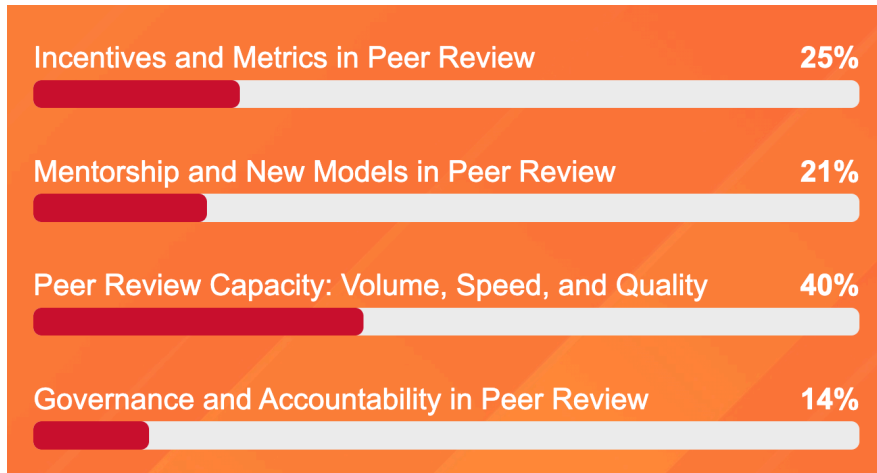 Incentives and Metrics in Peer Review 25%
Mentorship and New Models in Peer Review 21%
Peer Review Capacity: Volume, Speed, and Quality 40%
Governance and Accountability in Peer Review 14%